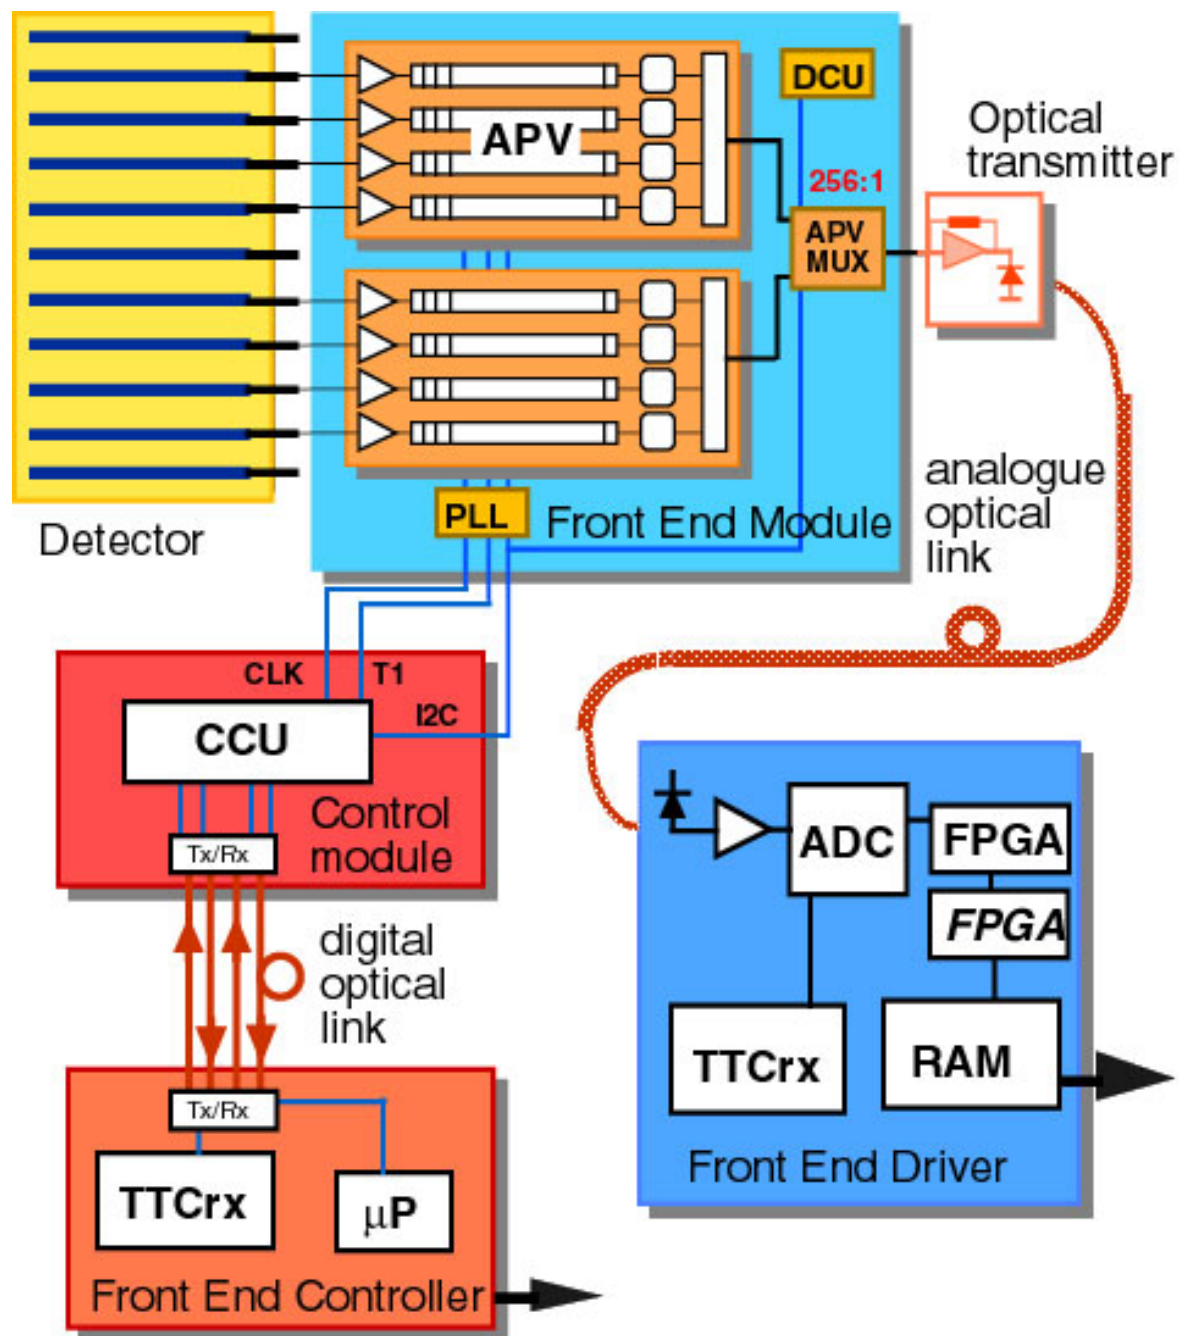 DCU
Optical
transmitter
APV
256:1
APV
MUX
PLL
Front End Module
Detector
analogue
optical
link
CLK
T1
I2C
CCU
Control
module
Tx/Rx
digital
optical
link
ADC
FPGA
FPGA
TTCrx
RAM
Front End Driver
Tx/Rx
TTCrx
μP
Front End Controller